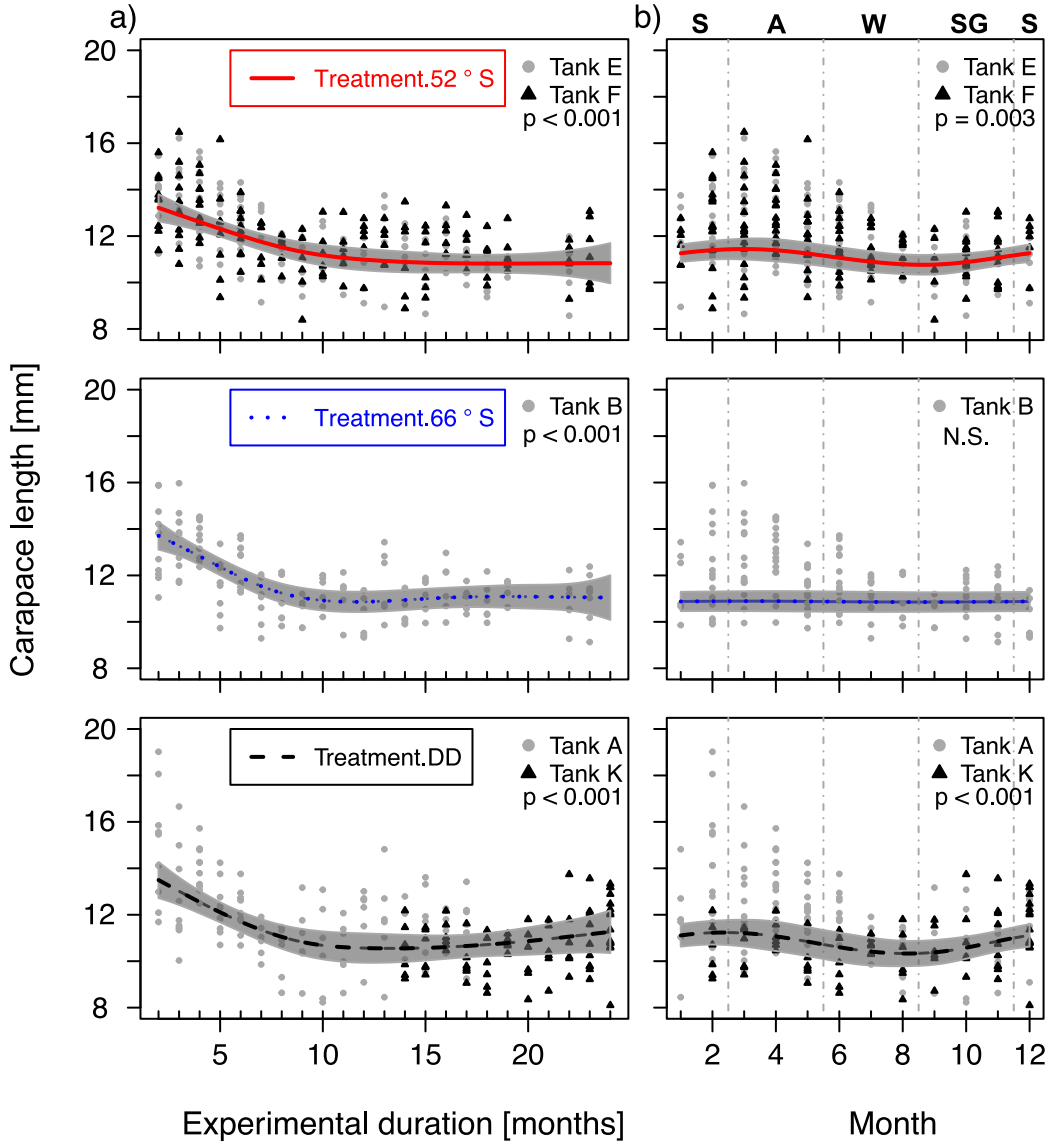 a)
b)
S A W SG S
Treatment.52 ° S
Tank E
Tank F
p < 0.001
Tank E
Tank F
p = 0.003
20
16
12
8
Treatment.66 ° S
Tank B
p < 0.001
Tank B
N.S.
20
16
12
8
Carapace length [mm]
Treatment.DD
Tank A
Tank K
p < 0.001
Tank A
Tank K
p < 0.001
20
16
12
8
5 10 15 20
2 4 6 8 10 12
Experimental duration [months]
Month